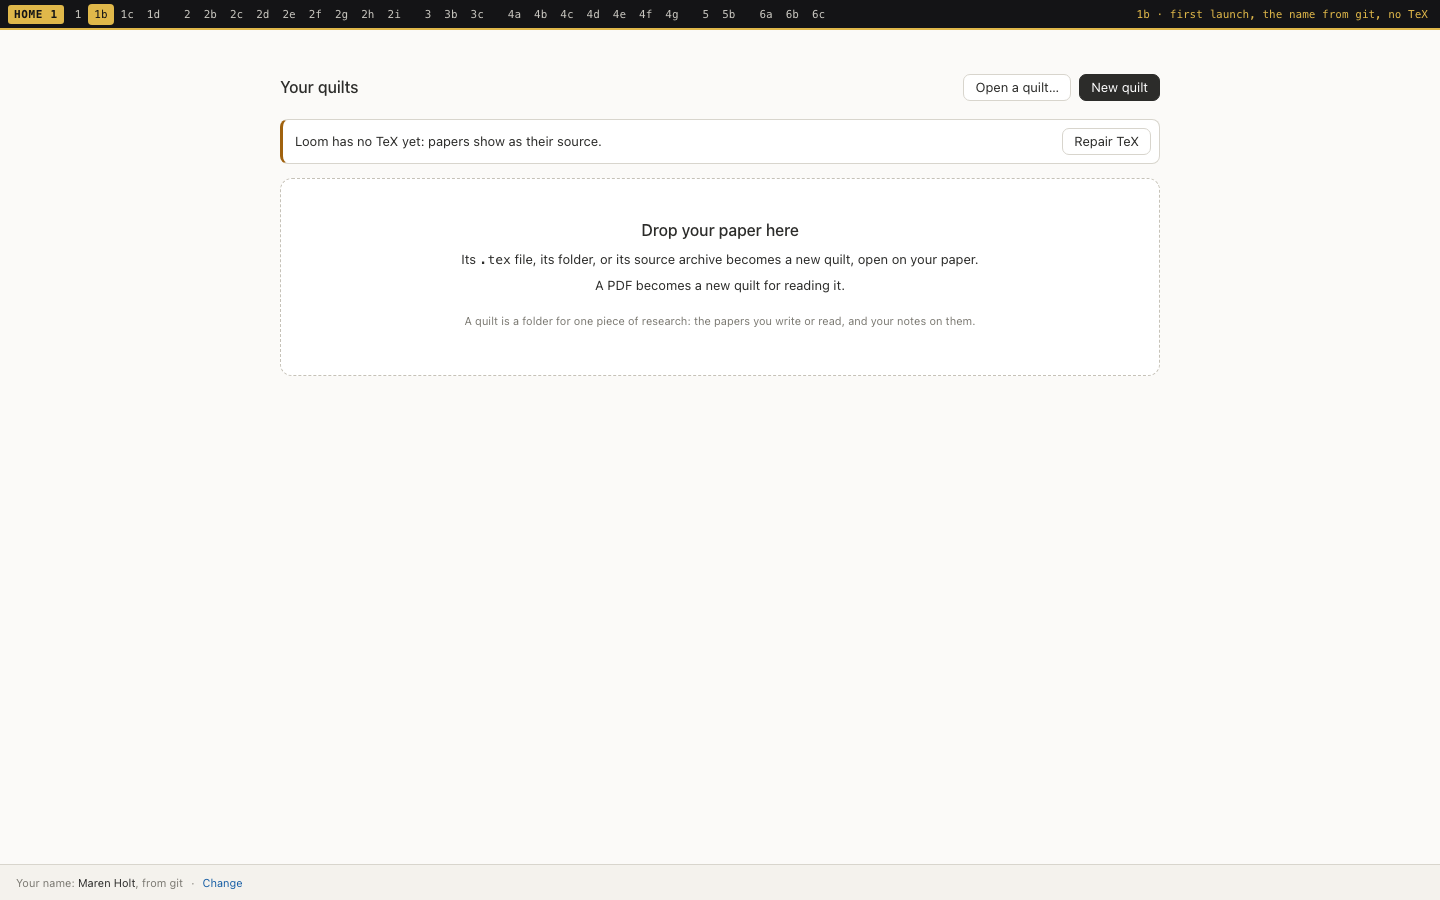 HOME 1 1 1b 1c 1d 2 2b 2c 2d 2e 2f 2g 2h 2i 3 3b 3c 4a 4b 4c 4d 4e 4f 4g 5 5b 6a 6b 6c 1b · first launch, the name from git, no TeX
Your quilts Open a quilt... New quilt
Loom has no TeX yet: papers show as their source. Repair TeX
Drop your paper here
Its .tex file, its folder, or its source archive becomes a new quilt, open on your paper.
A PDF becomes a new quilt for reading it.
A quilt is a folder for one piece of research: the papers you write or read, and your notes on them.
Your name: Maren Holt, from git · Change